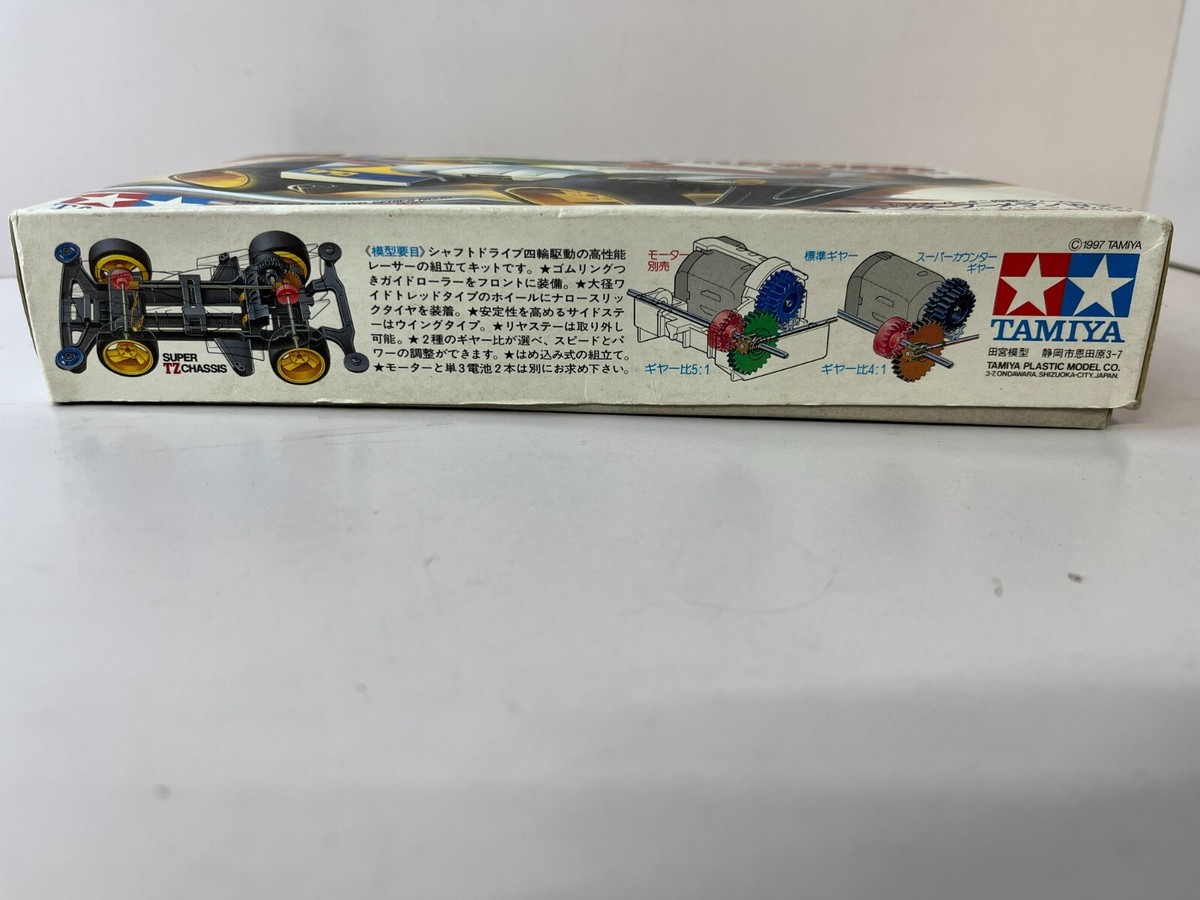 SUPER
TZ CHASSIS
《模型要目》シャフトドライブ四輪駆動の高性能
レーサーの組立てキットです。★ゴムリングつ
きガイドローラーをフロントに装備。★大径ワ
イドトレッドタイプのホイールにナロースリッ
クタイヤを装着。★安定性を高めるサイドステ
ーはウイングタイプ。★リヤステーは取り外し
可能。★2種のギヤー比が選べ、スピードとパ
ワーの調整ができます。★はめ込み式の組立て。
★モーターと単3電池2本は別にお求め下さい。
モーター
別売
標準ギヤー
ギヤー比5:1
スーパーカウンター
ギヤー
ギヤー比4:1
©1997 TAMIYA
TAMIYA
田宮模型 静岡市恩田原3-7
TAMIYA PLASTIC MODEL CO.
3-7, ONDAWARA, SHIZUOKA-CITY, JAPAN.